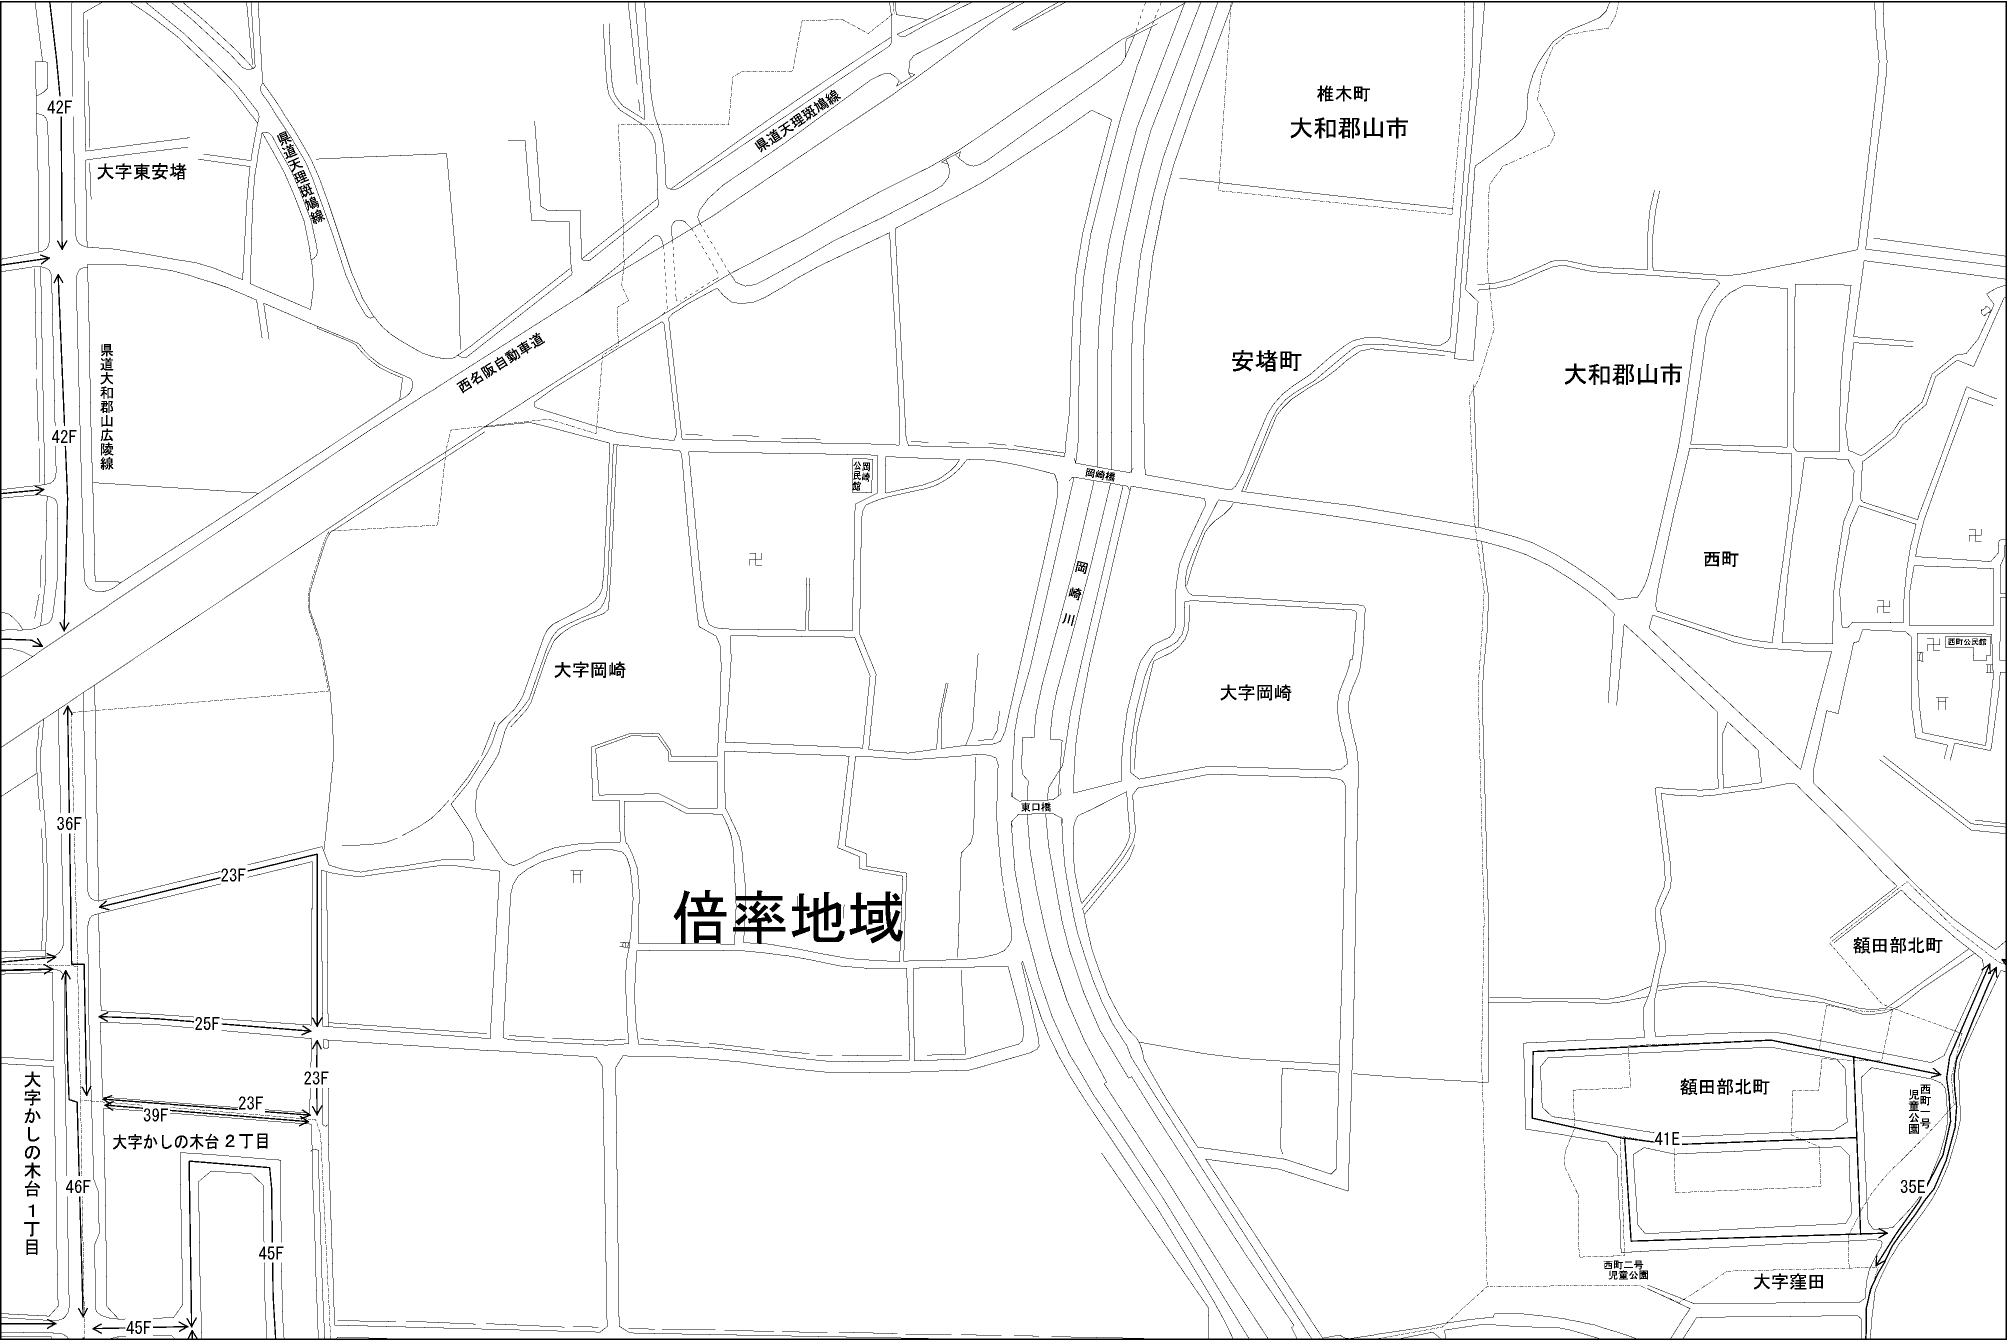 42F
大字東安堵
県道天理斑鳩線
県道天理斑鳩線
椎木町
大和郡山市
県道大和郡山広陵線
42F
西名阪自動車道
安堵町
大和郡山市
岡崎
公民館
岡崎橋
岡崎川
西町
西町公民館
大字岡崎
大字岡崎
36F
東口橋
23F
倍率地域
額田部北町
25F
23F
23F
39F
大字かしの木台2丁目
大字かしの木台1丁目
46F
45F
45F
額田部北町
41E
西町一号
児童公園
35E
西町二号
児童公園
大字窪田